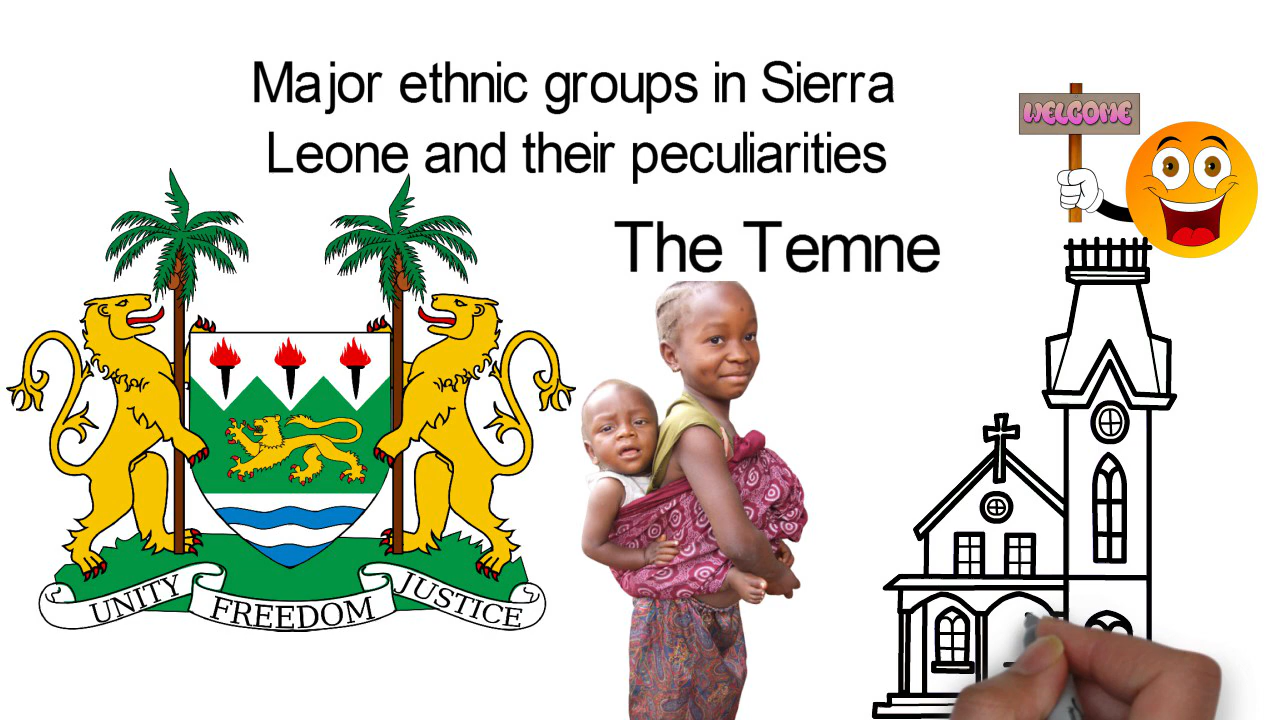 Major ethnic groups in Sierra
Leone and their peculiarities
WELCOME
The Temne
UNITY FREEDOM JUSTICE